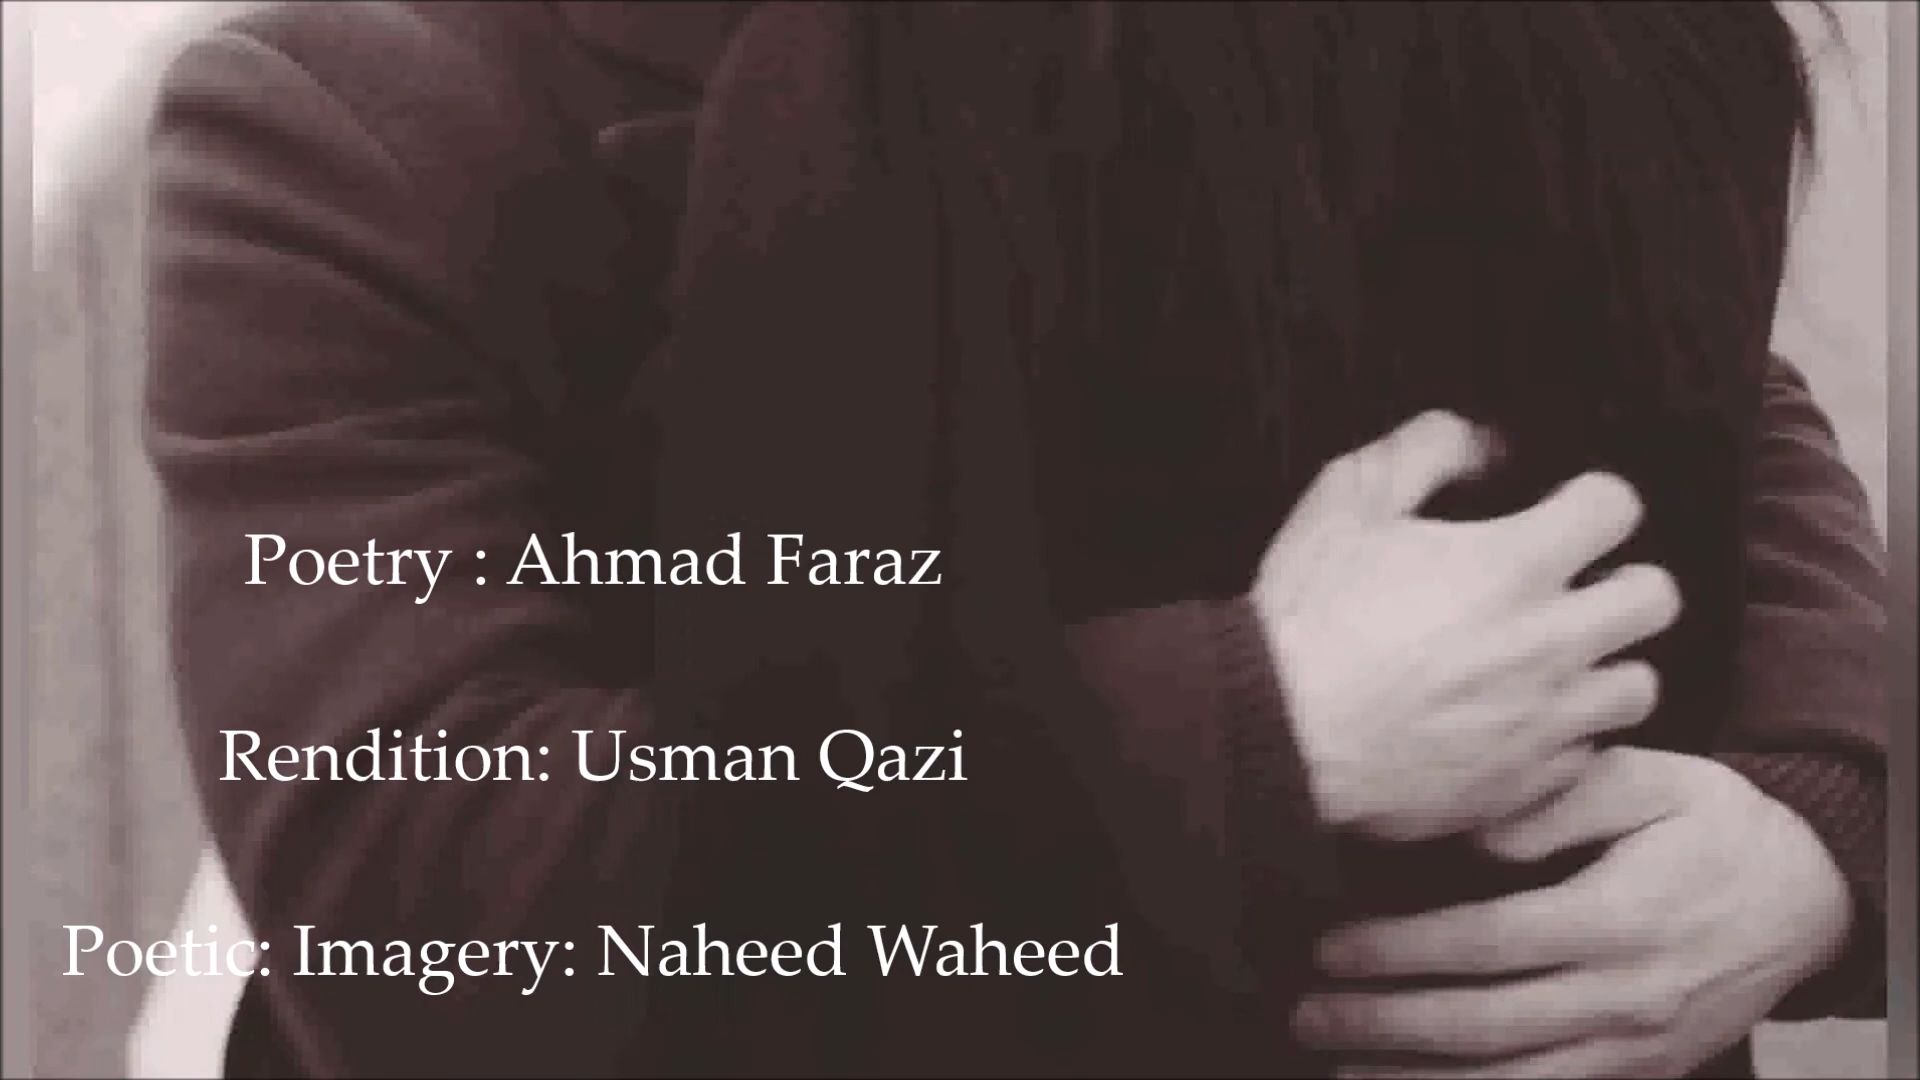 Poetry : Ahmad Faraz
Rendition: Usman Qazi
Poetic: Imagery: Naheed Waheed